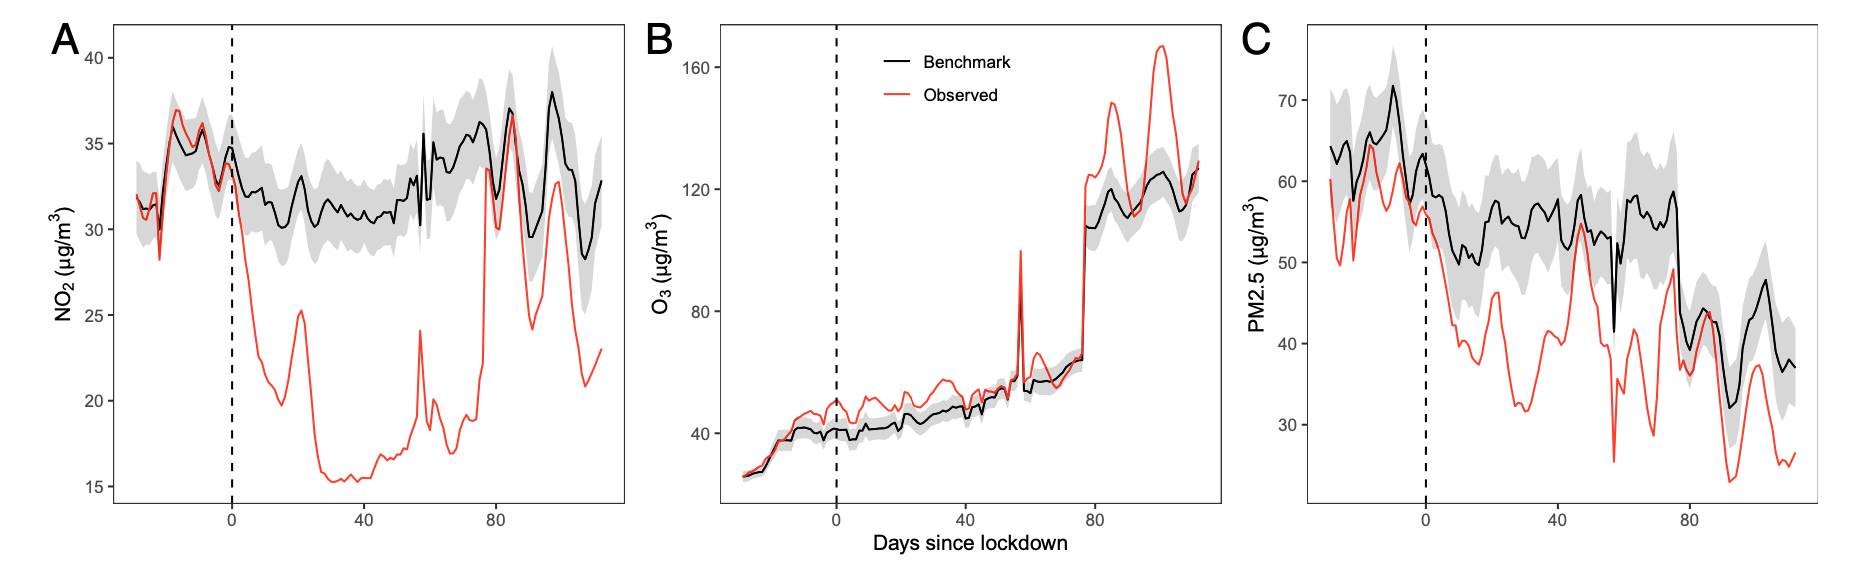 A
NO2 (µg/m3)
40
35
30
25
20
15
0 40 80
B
O3 (µg/m3)
160
120
80
40
Benchmark
Observed
0 40 80
Days since lockdown
C
PM2.5 (µg/m3)
70
60
50
40
30
0 40 80